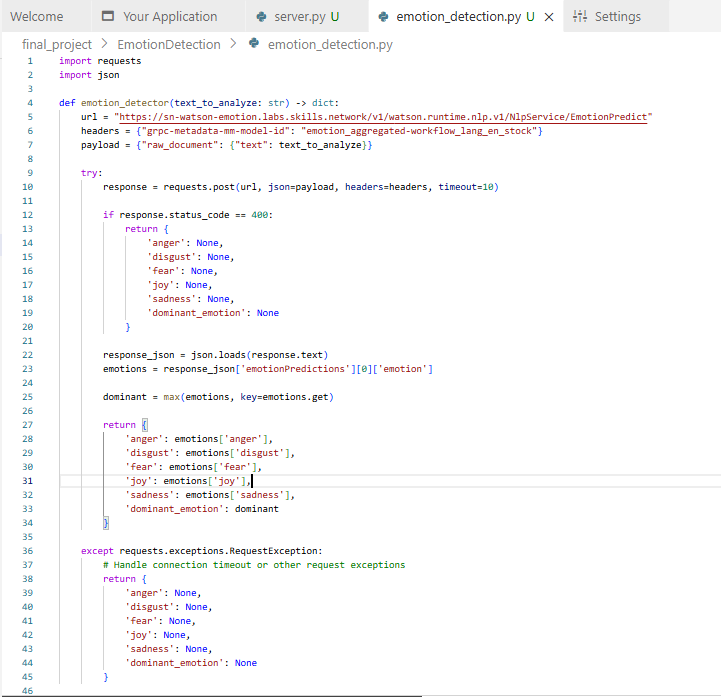 Welcome Your Application server.py U emotion_detection.py U Settings
final_project > EmotionDetection > emotion_detection.py
1 import requests
2 import json
3
4 def emotion_detector(text_to_analyze: str) -> dict:
5     url = "https://sn-watson-emotion.labs.skills.network/v1/watson.runtime.nlp.v1/NlpService/EmotionPredict"
6     headers = {"grpc-metadata-mm-model-id": "emotion_aggregated-workflow_lang_en_stock"}
7     payload = {"raw_document": {"text": text_to_analyze}}
8
9     try:
10         response = requests.post(url, json=payload, headers=headers, timeout=10)
11
12         if response.status_code == 400:
13             return {
14                 'anger': None,
15                 'disgust': None,
16                 'fear': None,
17                 'joy': None,
18                 'sadness': None,
19                 'dominant_emotion': None
20             }
21
22         response_json = json.loads(response.text)
23         emotions = response_json['emotionPredictions'][0]['emotion']
24
25         dominant = max(emotions, key=emotions.get)
26
27         return {
28             'anger': emotions['anger'],
29             'disgust': emotions['disgust'],
30             'fear': emotions['fear'],
31             'joy': emotions['joy'],
32             'sadness': emotions['sadness'],
33             'dominant_emotion': dominant
34         }
35
36     except requests.exceptions.RequestException:
37         # Handle connection timeout or other request exceptions
38         return {
39             'anger': None,
40             'disgust': None,
41             'fear': None,
42             'joy': None,
43             'sadness': None,
44             'dominant_emotion': None
45         }
46